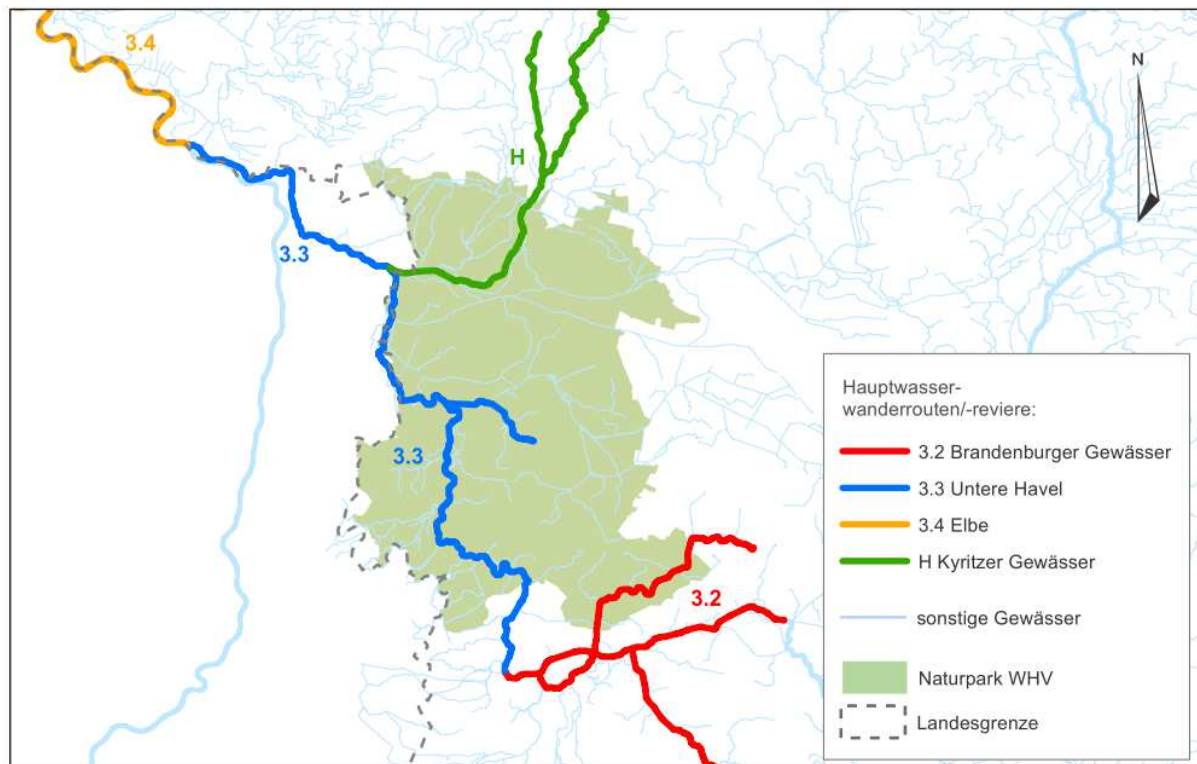 3.4
N
H
3.3
3.3
3.2
Hauptwasser-
wanderrouten/-reviere:
3.2 Brandenburger Gewässer
3.3 Untere Havel
3.4 Elbe
H Kyritzer Gewässer
sonstige Gewässer
Naturpark WHV
Landesgrenze